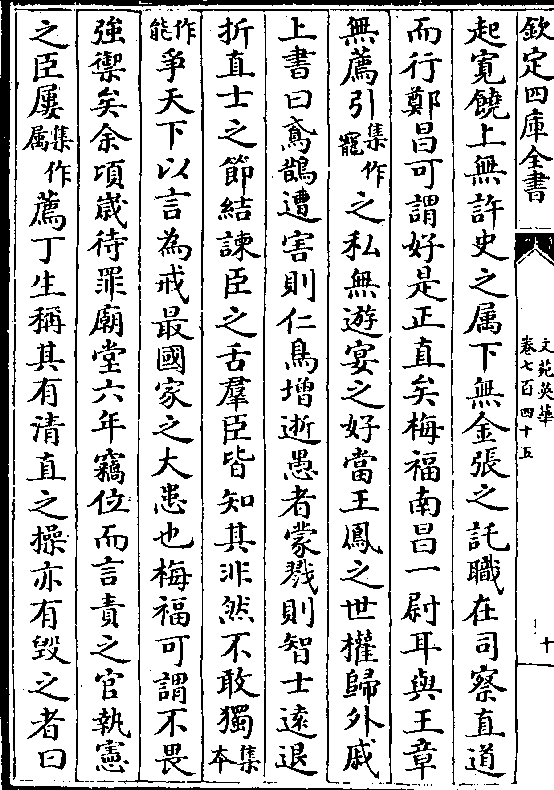 欽定四庫全書
文苑英華
卷七百四十五
十
起寛饒上無許史之属下無金張之託職在司察直道
而行鄭昌可謂好是正直矣梅福南昌一尉耳與王章
無薦引集作寵之私無遊宴之好當王鳳之世權歸外戚
上書曰鳶鵲遭害則仁鳥增逝愚者蒙戮則智士逺退
折直士之節結諫臣之舌羣臣皆知其非然不敢獨集本
作能爭天下以言為戒最國家之大患也梅福可謂不畏
強禦矣余頃歳待罪廟堂六年竊位而言責之官執憲
之臣屢集作属薦丁生稱其有清直之操亦有毀之者曰